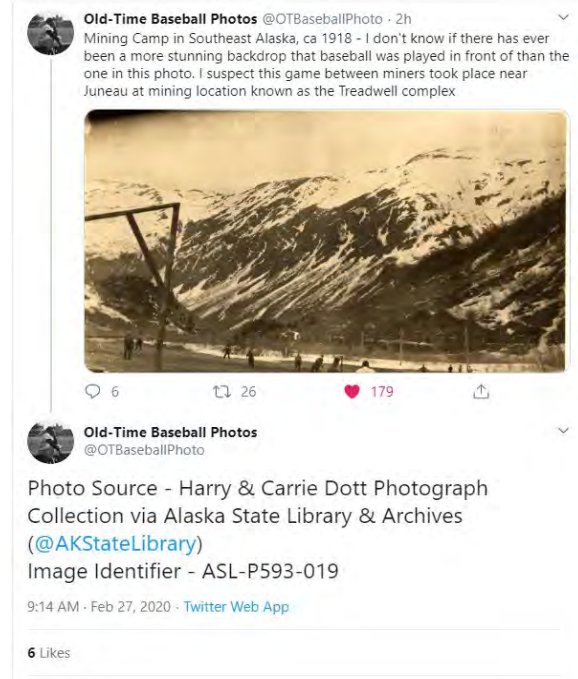 Old-Time Baseball Photos @OTBaseballPhoto · 2h
Mining Camp in Southeast Alaska, ca 1918 - I don't know if there has ever
been a more stunning backdrop that baseball was played in front of than the
one in this photo. I suspect this game between miners took place near
Juneau at mining location known as the Treadwell complex
6 26 179
Old-Time Baseball Photos
@OTBaseballPhoto
Photo Source - Harry & Carrie Dott Photograph
Collection via Alaska State Library & Archives
(@AKStateLibrary)
Image Identifier - ASL-P593-019
9:14 AM · Feb 27, 2020 · Twitter Web App
6 Likes